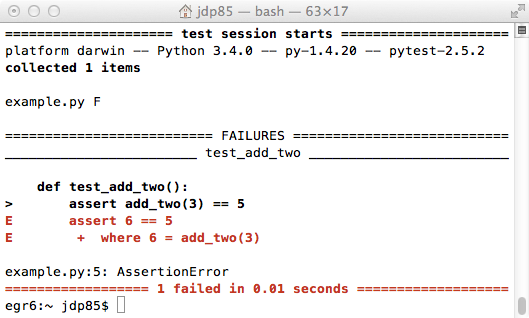 jdp85 — bash — 63×17
===================== test session starts =====================
platform darwin -- Python 3.4.0 -- py-1.4.20 -- pytest-2.5.2
collected 1 items

example.py F

========================== FAILURES ===========================
________________________ test_add_two _________________________

    def test_add_two():
>       assert add_two(3) == 5
E       assert 6 == 5
E        +  where 6 = add_two(3)

example.py:5: AssertionError
================== 1 failed in 0.01 seconds ===================
egr6:~ jdp85$